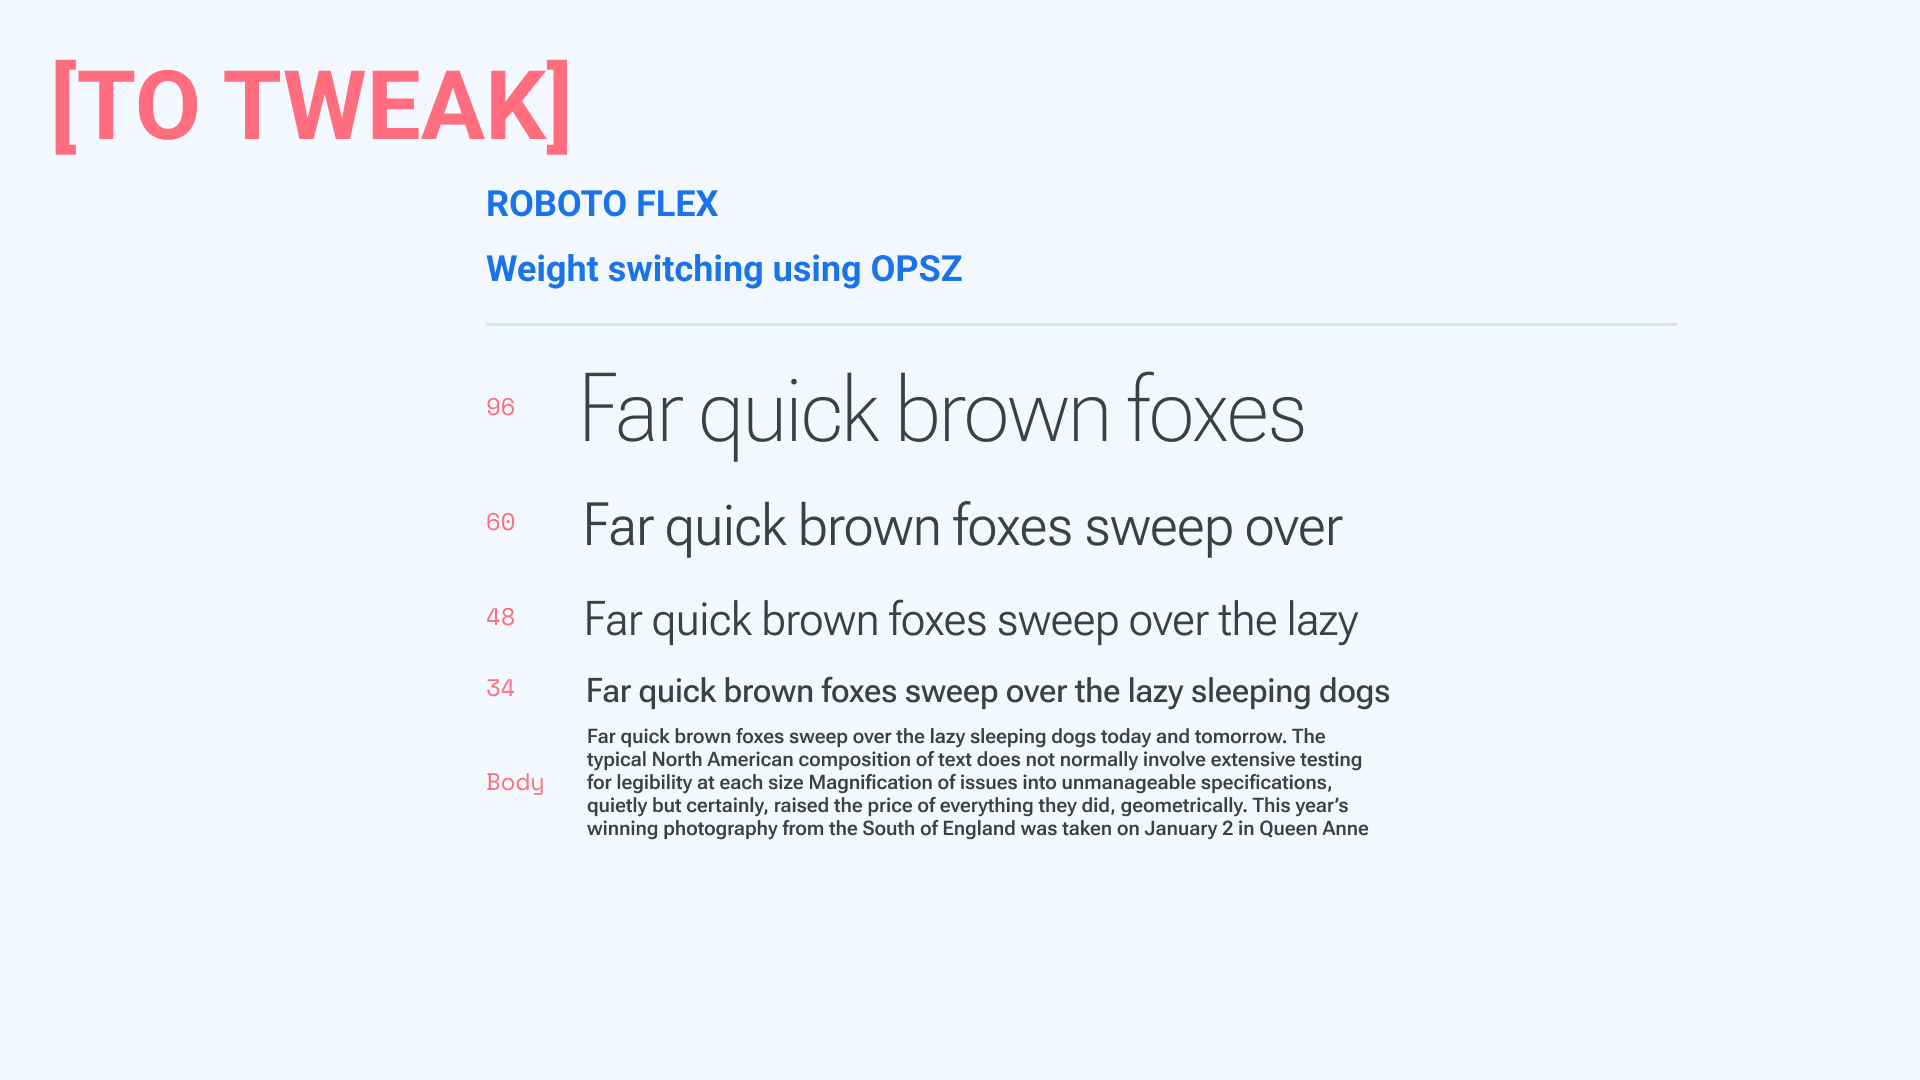 [TO TWEAK]
ROBOTO FLEX
Weight switching using OPSZ
96
Far quick brown foxes
60
Far quick brown foxes sweep over
48
Far quick brown foxes sweep over the lazy
34
Far quick brown foxes sweep over the lazy sleeping dogs
Body
Far quick brown foxes sweep over the lazy sleeping dogs today and tomorrow. The
typical North American composition of text does not normally involve extensive testing
for legibility at each size Magnification of issues into unmanageable specifications,
quietly but certainly, raised the price of everything they did, geometrically. This year’s
winning photography from the South of England was taken on January 2 in Queen Anne